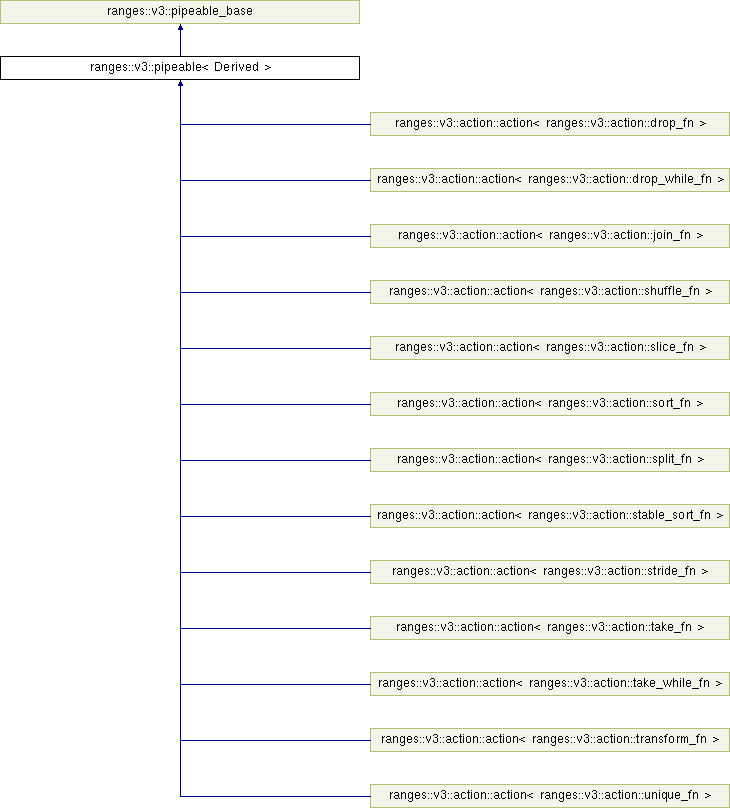 ranges::v3::pipeable_base
ranges::v3::pipeable< Derived >
ranges::v3::action::action< ranges::v3::action::drop_fn >
ranges::v3::action::action< ranges::v3::action::drop_while_fn >
ranges::v3::action::action< ranges::v3::action::join_fn >
ranges::v3::action::action< ranges::v3::action::shuffle_fn >
ranges::v3::action::action< ranges::v3::action::slice_fn >
ranges::v3::action::action< ranges::v3::action::sort_fn >
ranges::v3::action::action< ranges::v3::action::split_fn >
ranges::v3::action::action< ranges::v3::action::stable_sort_fn >
ranges::v3::action::action< ranges::v3::action::stride_fn >
ranges::v3::action::action< ranges::v3::action::take_fn >
ranges::v3::action::action< ranges::v3::action::take_while_fn >
ranges::v3::action::action< ranges::v3::action::transform_fn >
ranges::v3::action::action< ranges::v3::action::unique_fn >